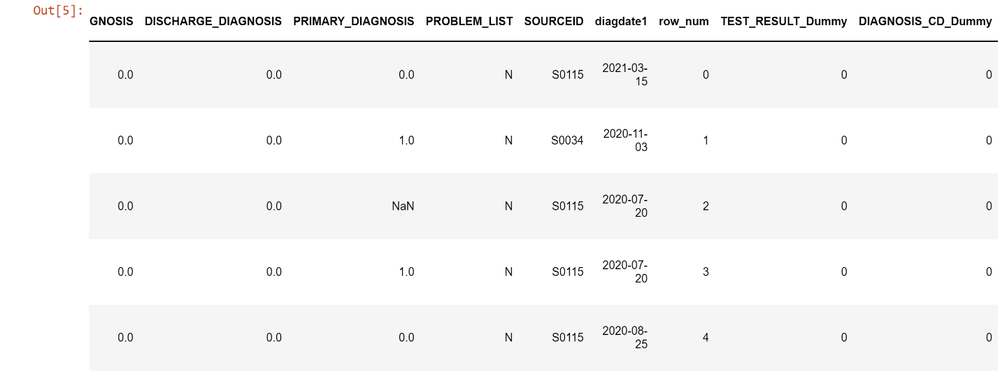 Out[5]:
GNOSIS DISCHARGE_DIAGNOSIS PRIMARY_DIAGNOSIS PROBLEM_LIST SOURCEID diagdate1 row_num TEST_RESULT_Dummy DIAGNOSIS_CD_Dummy
0.0 0.0 0.0 N S0115 2021-03-15 0 0 0
0.0 0.0 1.0 N S0034 2020-11-03 1 0 0
0.0 0.0 NaN N S0115 2020-07-20 2 0 0
0.0 0.0 1.0 N S0115 2020-07-20 3 0 0
0.0 0.0 0.0 N S0115 2020-08-25 4 0 0